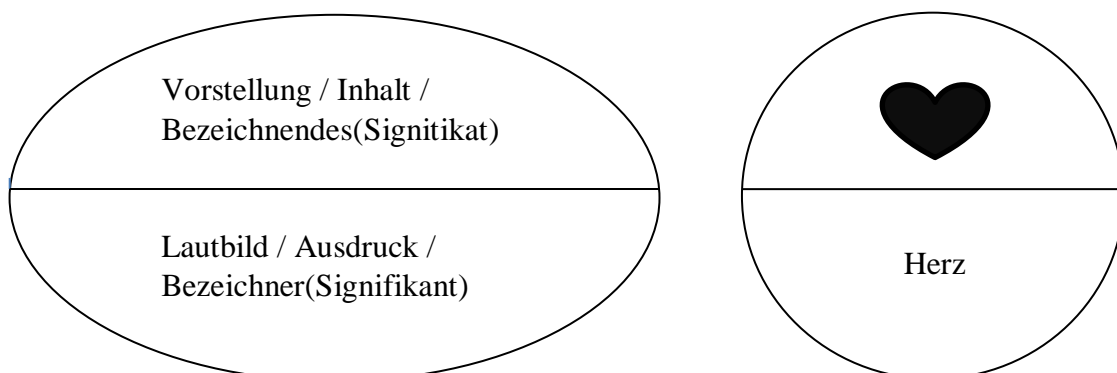 Vorstellung / Inhalt /
Bezeichnendes(Signitikat)
Lautbild / Ausdruck /
Bezeichner(Signifikant)
Herz